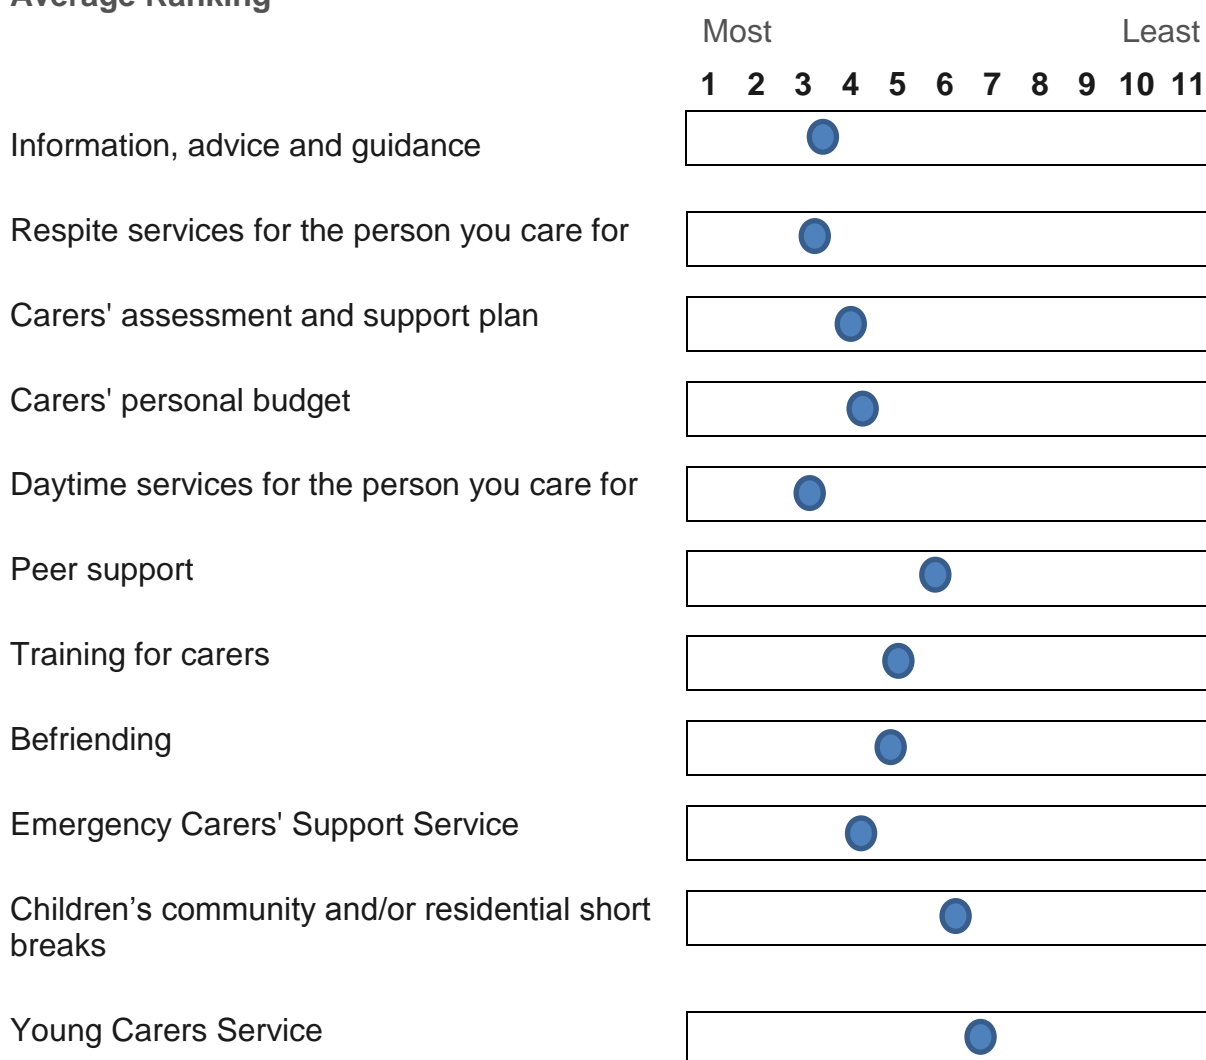 Average Ranking
Most Least
1 2 3 4 5 6 7 8 9 10 11
Information, advice and guidance
Respite services for the person you care for
Carers' assessment and support plan
Carers' personal budget
Daytime services for the person you care for
Peer support
Training for carers
Befriending
Emergency Carers' Support Service
Children’s community and/or residential short
breaks
Young Carers Service